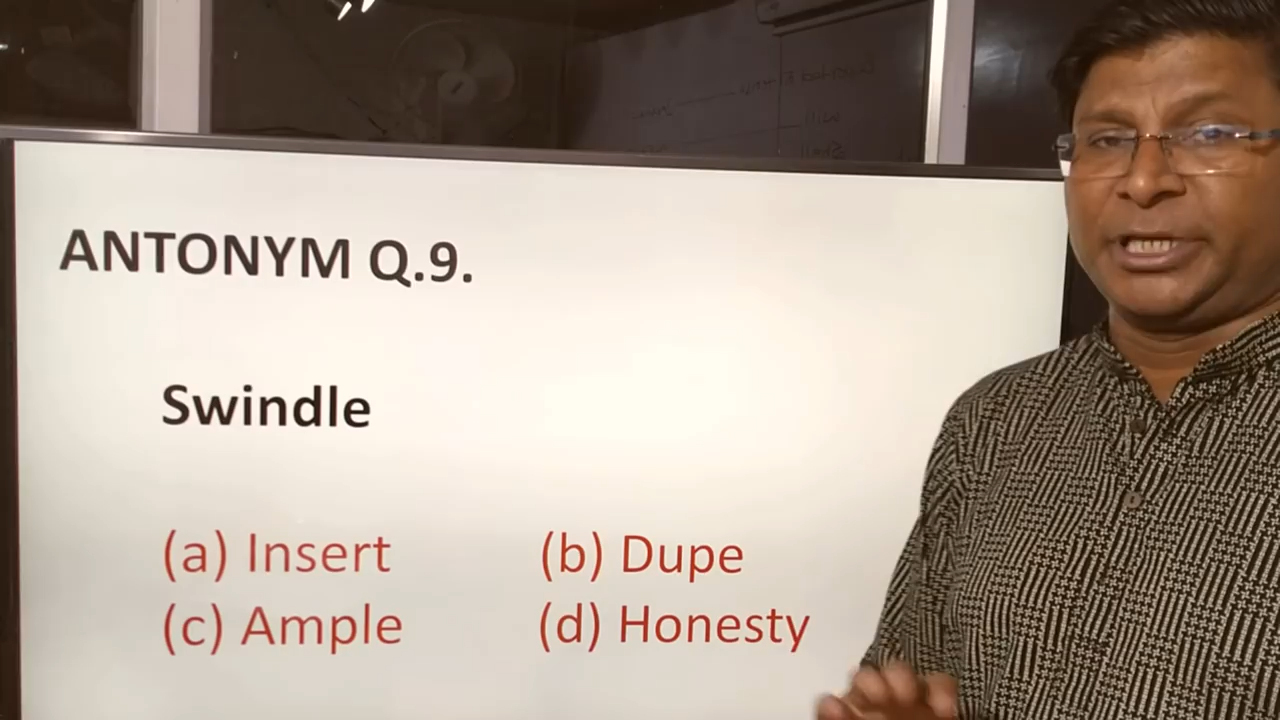 ANTONYM Q.9.
Swindle
(a) Insert (b) Dupe
(c) Ample (d) Honesty